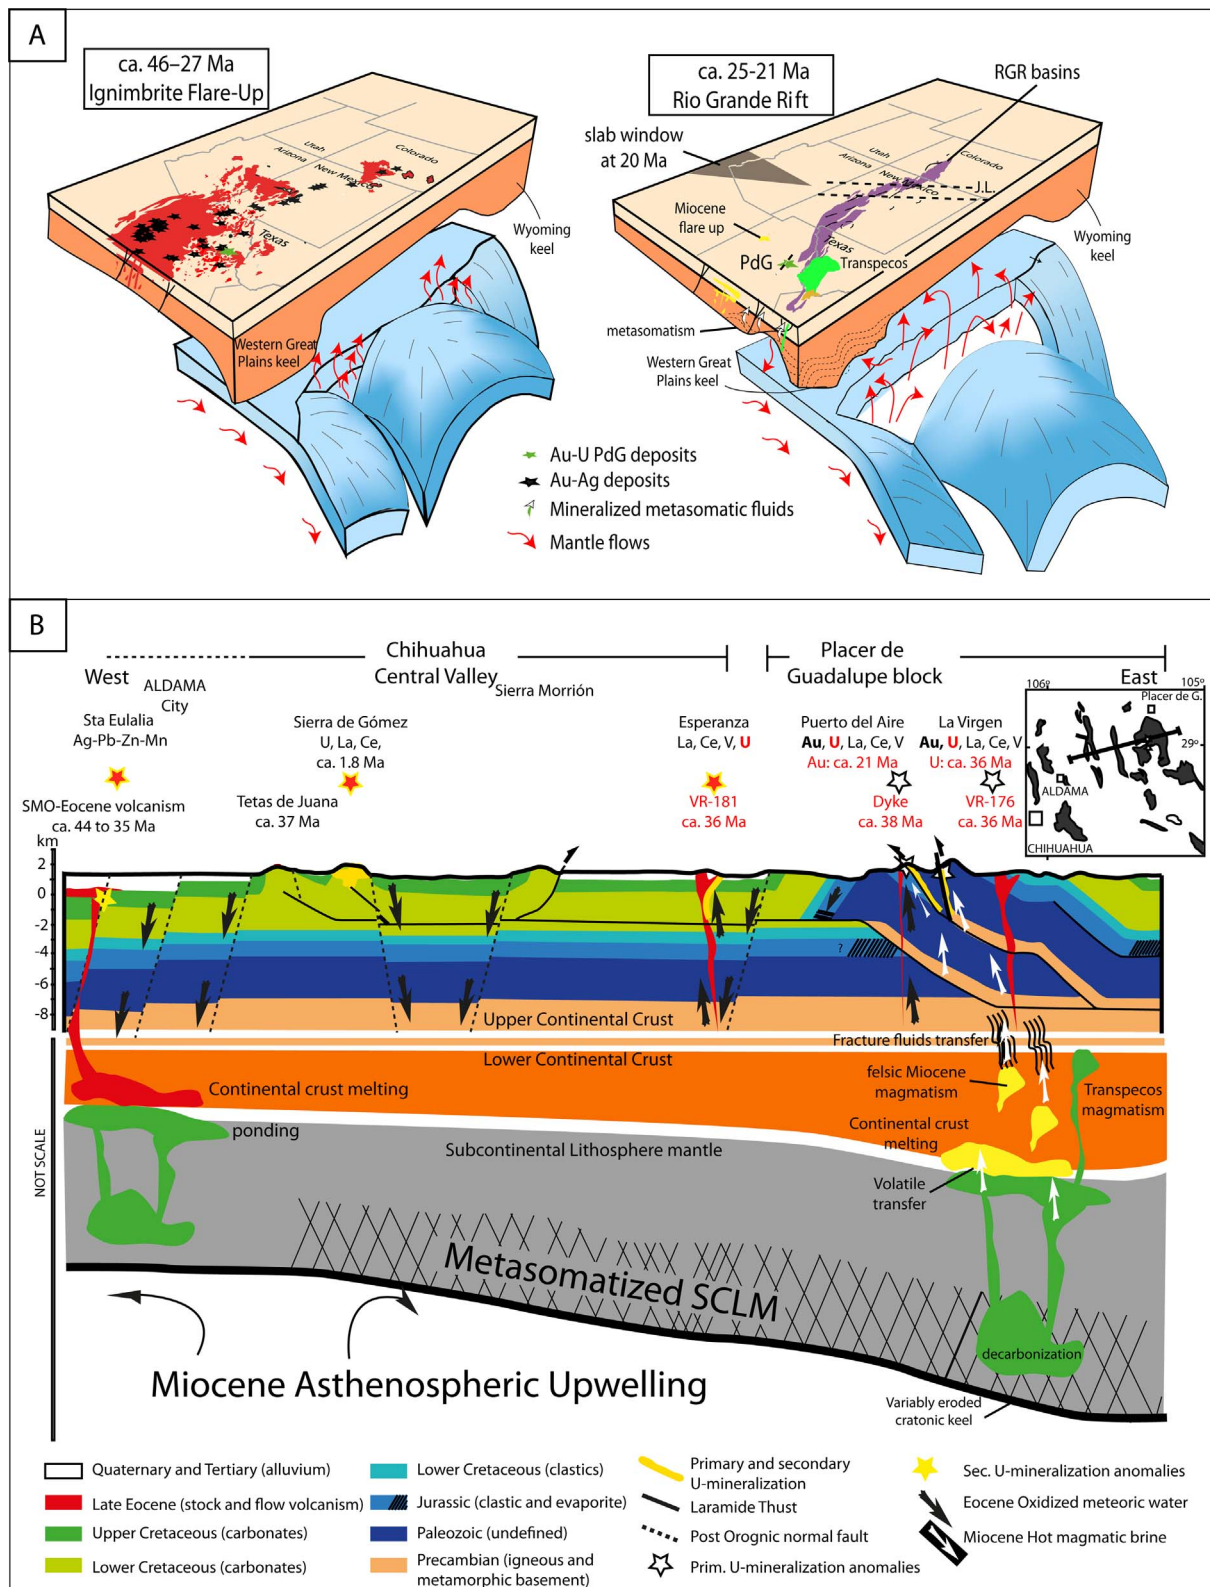 A
ca. 46–27 Ma
Ignimbrite Flare-Up
Utah
Colorado
Arizona
New Mexico
Texas
Wyoming
keel
Western Great
Plains keel
ca. 25-21 Ma
Rio Grande Rift
RGR basins
slab window
at 20 Ma
Utah
Colorado
Arizona
New Mexico
J.L.
Miocene
flare up
Texas
PdG
Transpecos
Wyoming
keel
metasomatism
Western Great
Plains keel
Au-U PdG deposits
Au-Ag deposits
Mineralized metasomatic fluids
Mantle flows
B
Chihuahua
Central Valley
Placer de
Guadalupe block
West
East
ALDAMA
City
Sierra Morrión
Sta Eulalia
Ag-Pb-Zn-Mn
Sierra de Gómez
U, La, Ce,
ca. 1.8 Ma
Esperanza
La, Ce, V, U
Puerto del Aire
Au, U, La, Ce, V
Au: ca. 21 Ma
La Virgen
Au, U, La, Ce, V
U: ca. 36 Ma
SMO-Eocene volcanism
ca. 44 to 35 Ma
Tetas de Juana
ca. 37 Ma
VR-181
ca. 36 Ma
Dyke
ca. 38 Ma
VR-176
ca. 36 Ma
106º
105º
Placer de G.
29º
ALDAMA
CHIHUAHUA
km
2
0
-2
-4
-6
-8
?
Upper Continental Crust
Lower Continental Crust
Fracture fluids transfer
felsic Miocene
magmatism
Transpecos
magmatism
Continental crust melting
Continental crust
melting
ponding
Subcontinental Lithosphere mantle
Volatile
transfer
NOT SCALE
Metasomatized SCLM
decarbonization
Miocene Asthenospheric Upwelling
Variably eroded
cratonic keel
Quaternary and Tertiary (alluvium)
Late Eocene (stock and flow volcanism)
Upper Cretaceous (carbonates)
Lower Cretaceous (carbonates)
Lower Cretaceous (clastics)
Jurassic (clastic and evaporite)
Paleozoic (undefined)
Precambian (igneous and
metamorphic basement)
Primary and secondary
U-mineralization
Laramide Thust
Post Orognic normal fault
Prim. U-mineralization anomalies
Sec. U-mineralization anomalies
Eocene Oxidized meteoric water
Miocene Hot magmatic brine